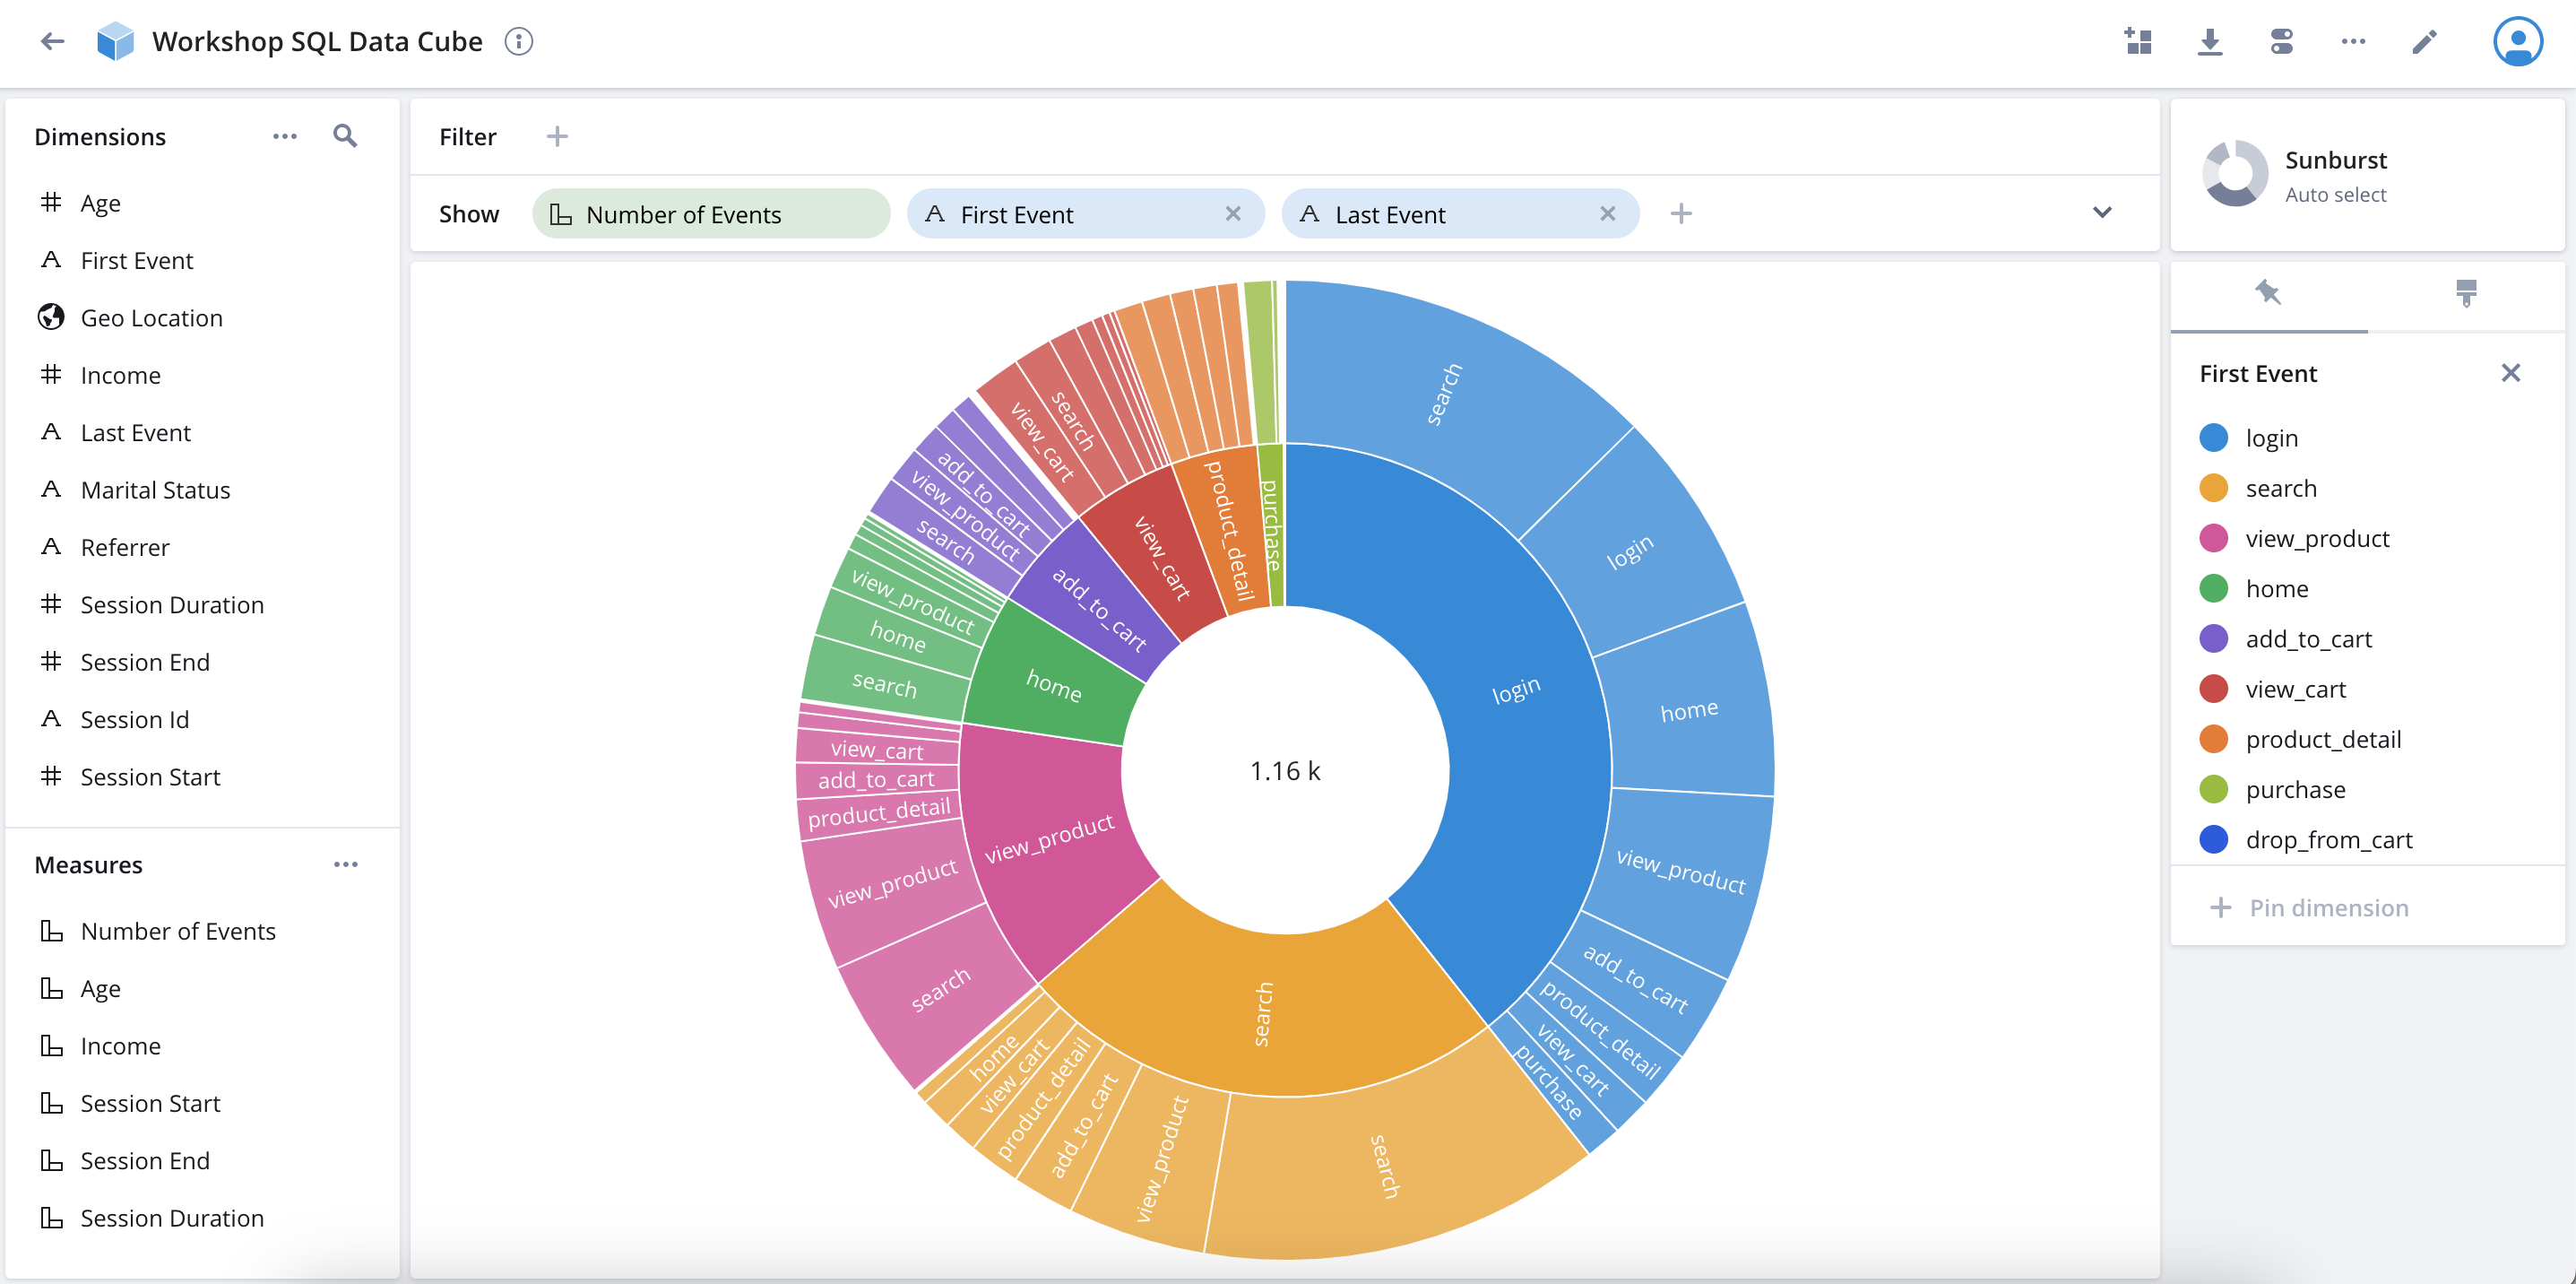 Workshop SQL Data Cube
Dimensions
Age
First Event
Geo Location
Income
Last Event
Marital Status
Referrer
Session Duration
Session End
Session Id
Session Start
Measures
Number of Events
Age
Income
Session Start
Session End
Session Duration
Filter
Show
Number of Events
First Event
Last Event
search
login
home
view_product
add_to_cart
product_detail
view_cart
purchase
search
view_product
add_to_cart
product_detail
view_cart
home
search
view_product
product_detail
add_to_cart
view_cart
search
home
view_product
search
view_product
add_to_cart
view_cart
search
login
search
view_product
home
add_to_cart
view_cart
product_detail
purchase
1.16 k
Sunburst
Auto select
First Event
login
search
view_product
home
add_to_cart
view_cart
product_detail
purchase
drop_from_cart
Pin dimension